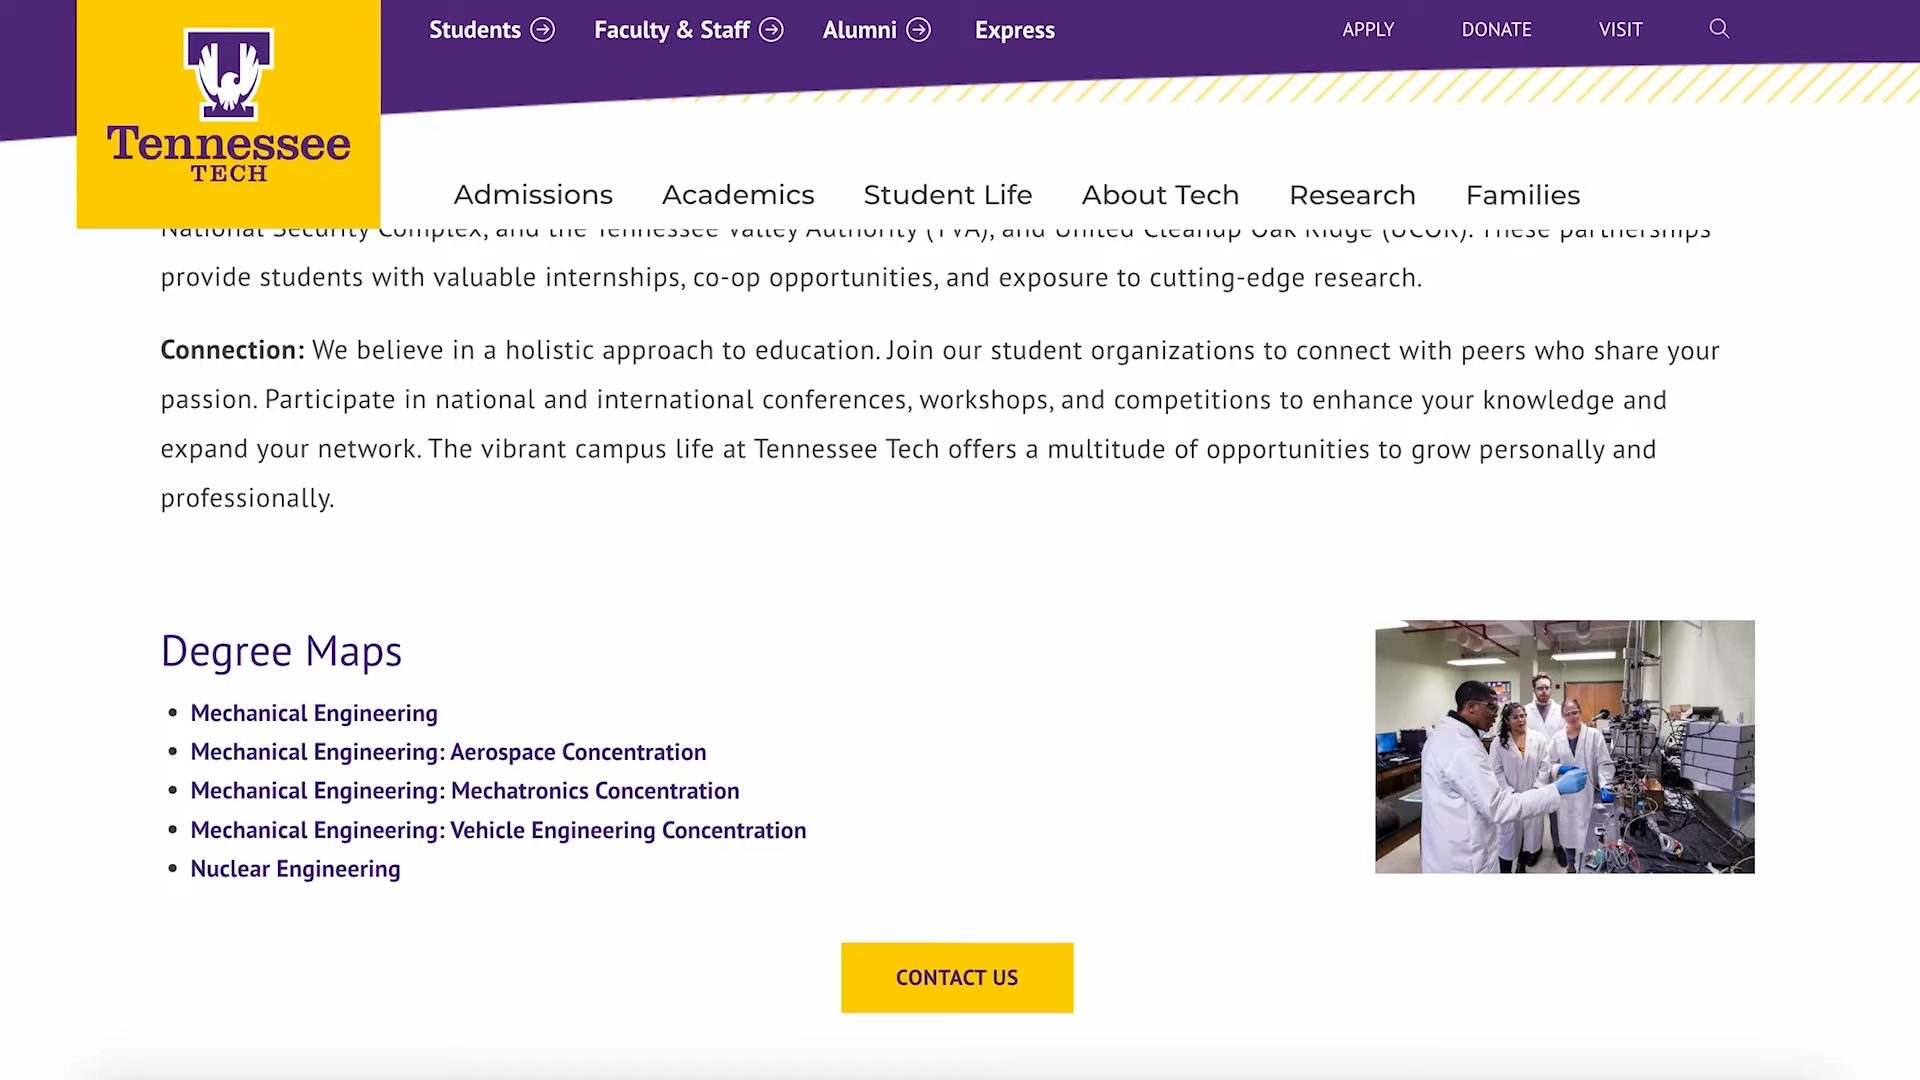 Students
Faculty & Staff
Alumni
Express
APPLY
DONATE
VISIT
Tennessee
TECH
Admissions
Academics
Student Life
About Tech
Research
Families
National Security Complex, and the Tennessee Valley Authority (TVA), and United Cleanup Oak Ridge (UCOR). These partnerships
provide students with valuable internships, co-op opportunities, and exposure to cutting-edge research.
Connection: We believe in a holistic approach to education. Join our student organizations to connect with peers who share your
passion. Participate in national and international conferences, workshops, and competitions to enhance your knowledge and
expand your network. The vibrant campus life at Tennessee Tech offers a multitude of opportunities to grow personally and
professionally.
Degree Maps
Mechanical Engineering
Mechanical Engineering: Aerospace Concentration
Mechanical Engineering: Mechatronics Concentration
Mechanical Engineering: Vehicle Engineering Concentration
Nuclear Engineering
CONTACT US